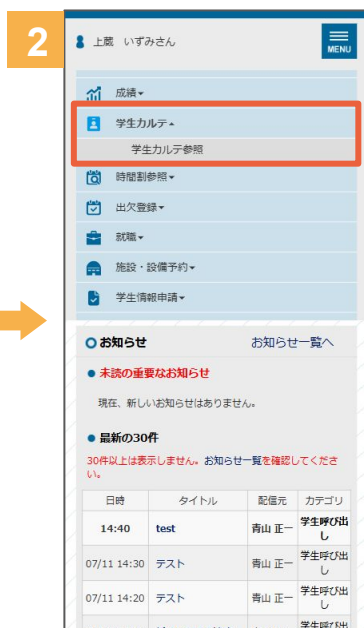 2
上蔵 いずみさん
MENU
成績▾
学生カルテ▴
学生カルテ参照
時間割参照▾
出欠登録▾
就職▾
施設・設備予約▾
学生情報申請▾
お知らせ お知らせ一覧へ
未読の重要なお知らせ
現在、新しいお知らせはありません。
最新の30件
30件以上は表示しません。お知らせ一覧を確認してくださ
い。
日時 タイトル 配信元 カテゴリ
14:40 test 青山 正一 学生呼び出
し
07/11 14:30 テスト 青山 正一 学生呼び出
し
07/11 14:20 テスト 青山 正一 学生呼び出
し
学生呼び出